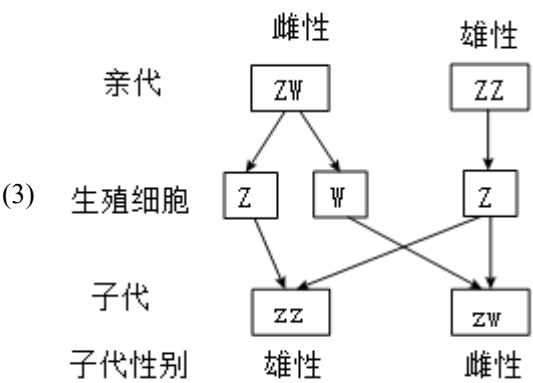 雌性 雄性
亲代 ZW ZZ
(3) 生殖细胞 Z W Z
子代 ZZ ZW
子代性别 雄性 雌性